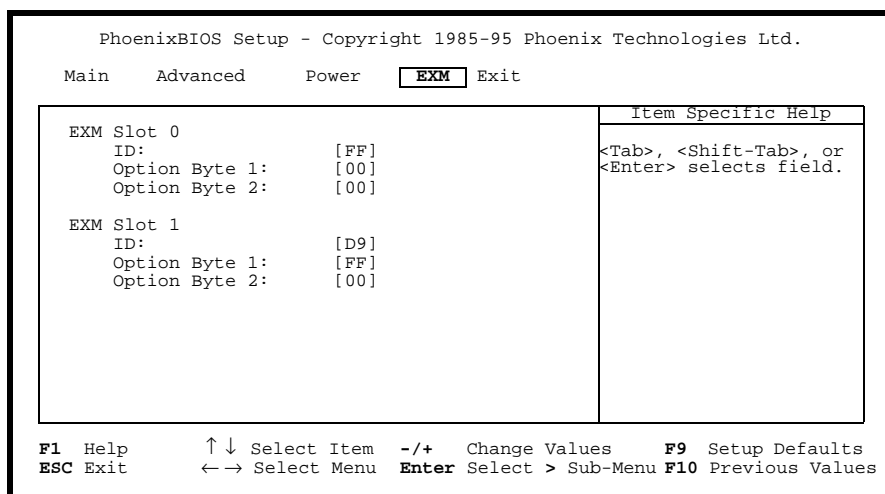 PhoenixBIOS Setup - Copyright 1985-95 Phoenix Technologies Ltd.
Main Advanced Power EXM Exit
Item Specific Help
<Tab>, <Shift-Tab>, or
<Enter> selects field.
EXM Slot 0
ID: [FF]
Option Byte 1: [00]
Option Byte 2: [00]
EXM Slot 1
ID: [D9]
Option Byte 1: [FF]
Option Byte 2: [00]
F1 Help ↑↓ Select Item -/+ Change Values F9 Setup Defaults
ESC Exit ←→ Select Menu Enter Select > Sub-Menu F10 Previous Values